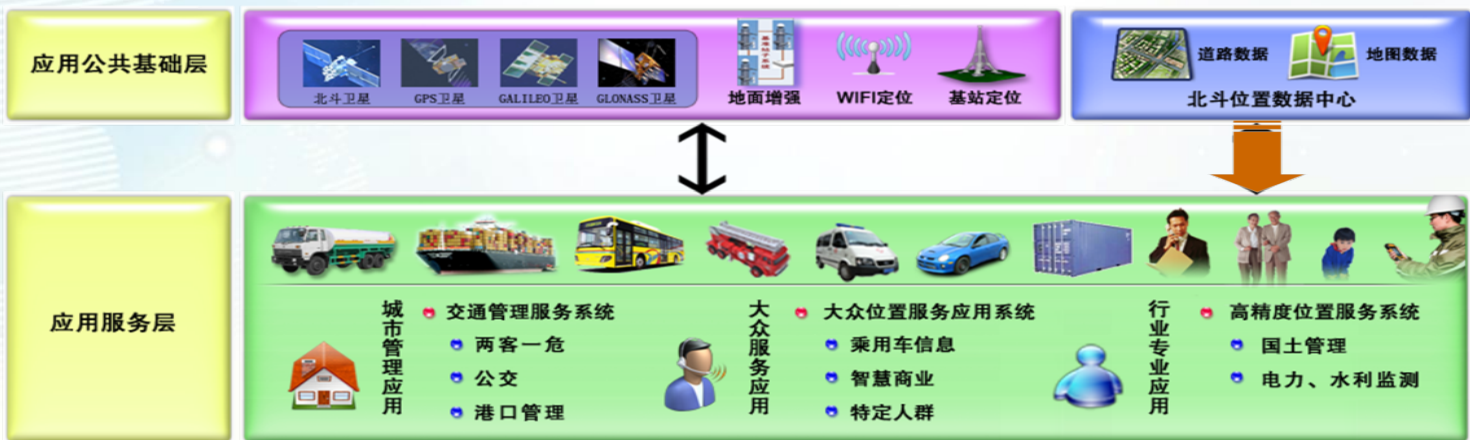 应用公共基础层
北斗卫星
GPS卫星
GALILEO卫星
GLONASS卫星
基准站子系统
地面增强
WIFI定位
基站定位
道路数据
地图数据
北斗位置数据中心
应用服务层
城市管理应用
交通管理服务系统
两客一危
公交
港口管理
大众服务应用
大众位置服务应用系统
乘用车信息
智慧商业
特定人群
行业专业应用
高精度位置服务系统
国土管理
电力、水利监测